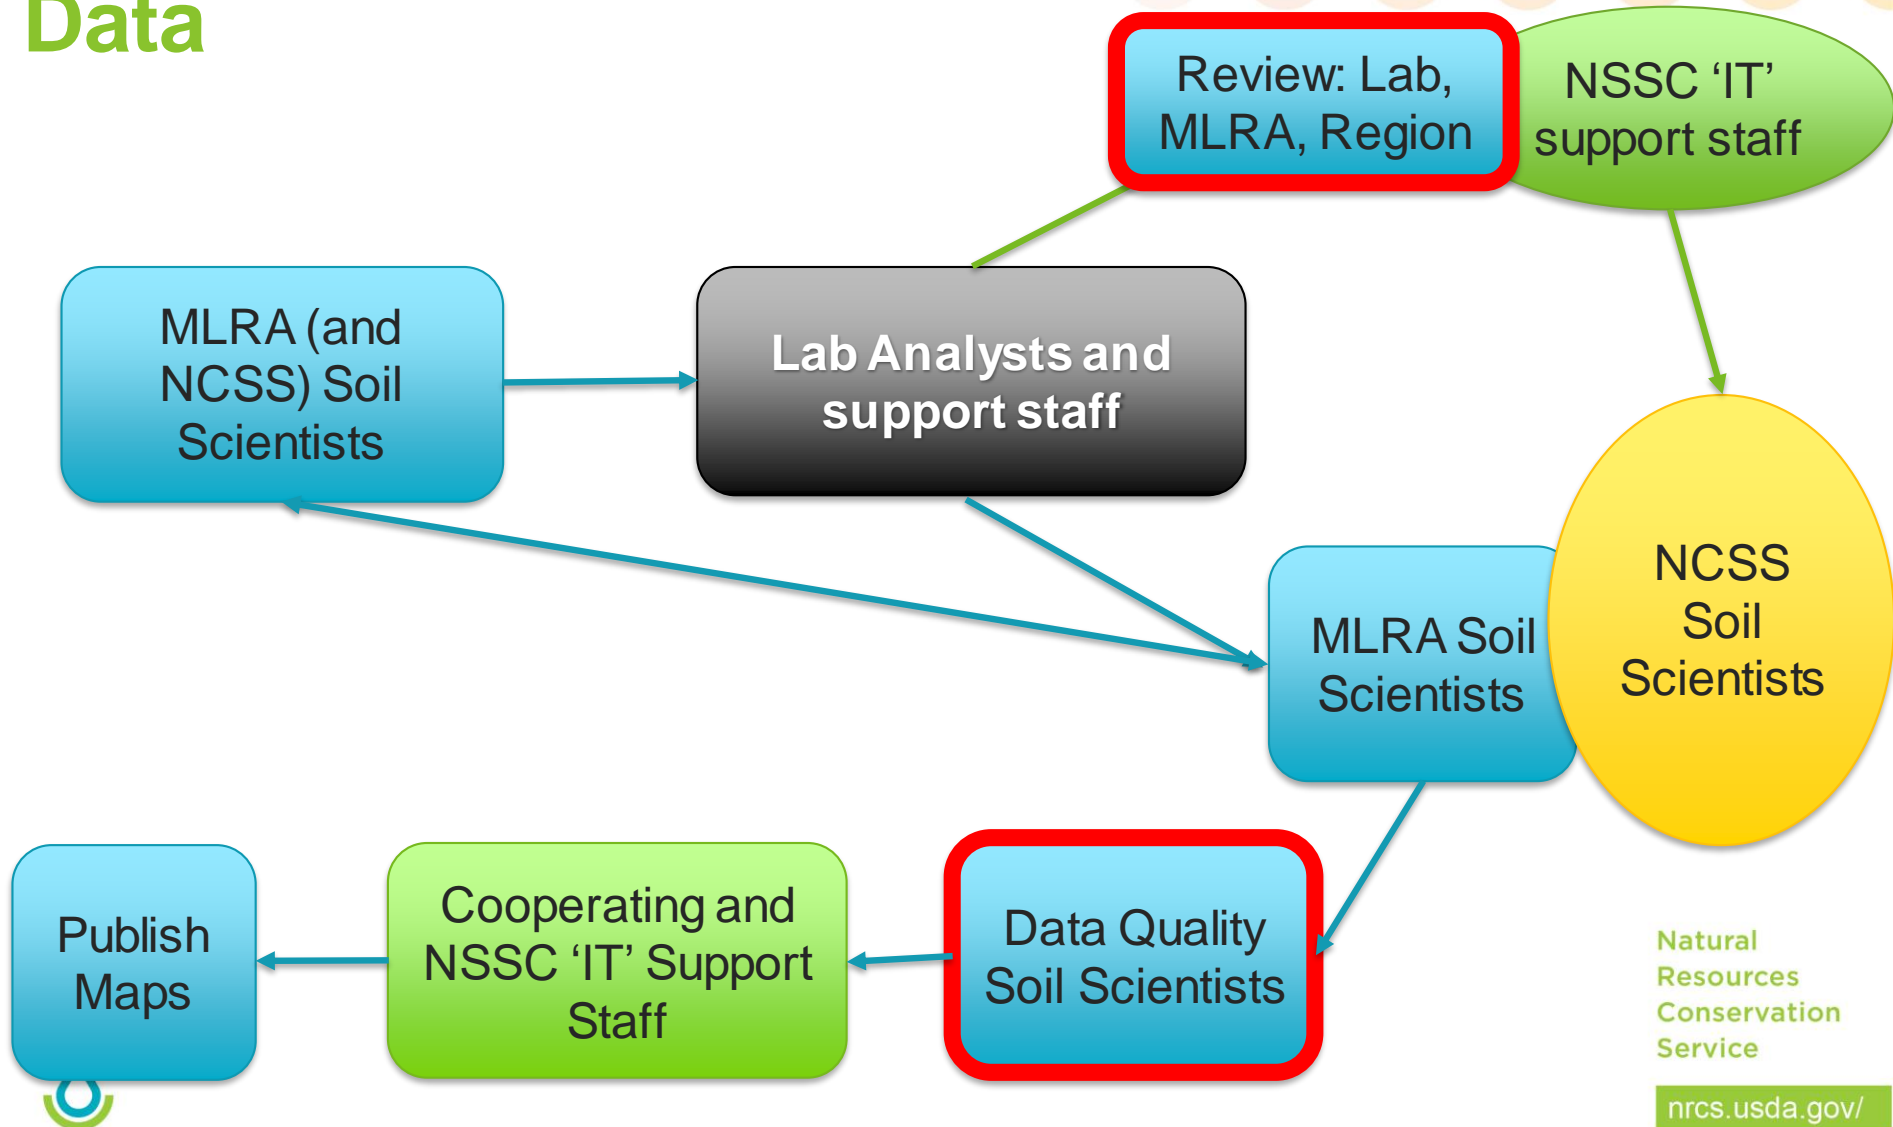 Data
Review: Lab,
MLRA, Region
NSSC ‘IT’
support staff
MLRA (and
NCSS) Soil
Scientists
Lab Analysts and
support staff
NCSS
Soil
Scientists
MLRA Soil
Scientists
Publish
Maps
Cooperating and
NSSC ‘IT’ Support
Staff
Data Quality
Soil Scientists
Natural
Resources
Conservation
Service
nrcs.usda.gov/